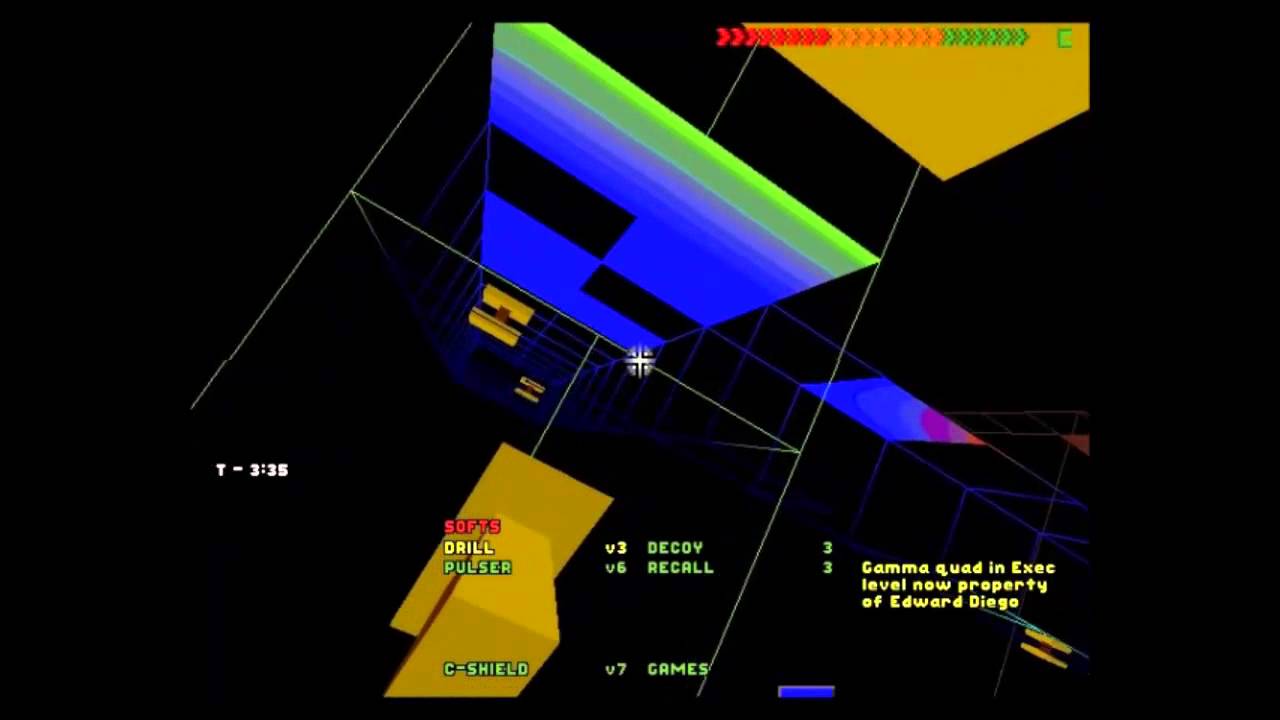 E
T - 3:35
SOFTS
DRILL v3 DECOY 3
PULSER v6 RECALL 3
Gamma quad in Exec
level now property
of Edward Diego
C-SHIELD v7 GAMES